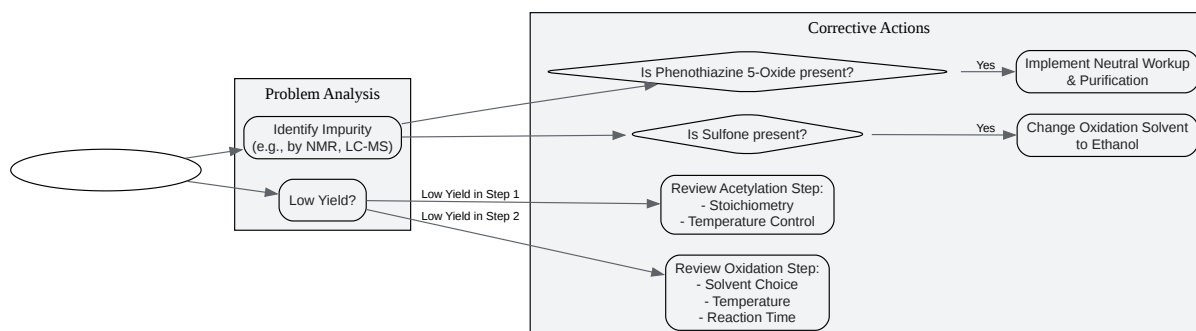 Corrective Actions
Is Phenothiazine 5-Oxide present?
Yes
Implement Neutral Workup
& Purification
Problem Analysis
Identify Impurity
(e.g., by NMR, LC-MS)
Is Sulfone present?
Yes
Change Oxidation Solvent
to Ethanol
Low Yield?
Low Yield in Step 1
Low Yield in Step 2
Review Acetylation Step:
- Stoichiometry
- Temperature Control
Review Oxidation Step:
- Solvent Choice
- Temperature
- Reaction Time